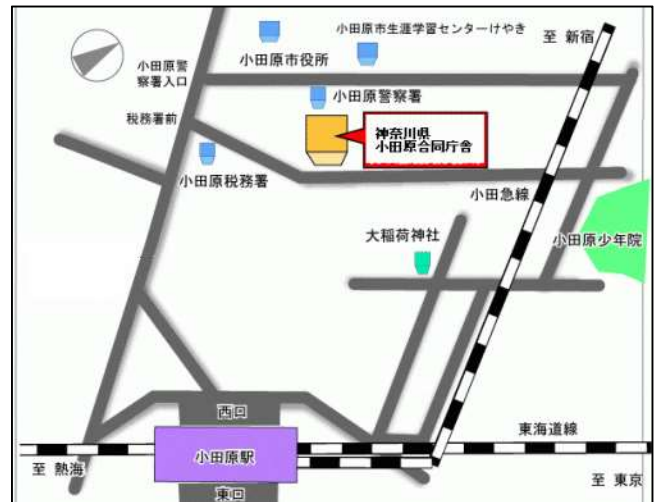 小田原市生涯学習センターけやき
至 新宿
小田原市役所
小田原警
察署入口
小田原警察署
税務署前
神奈川県
小田原合同庁舎
小田原税務署
小田急線
大稲荷神社
小田原少年院
西口
東海道線
小田原駅
至 熱海
至 東京
東口